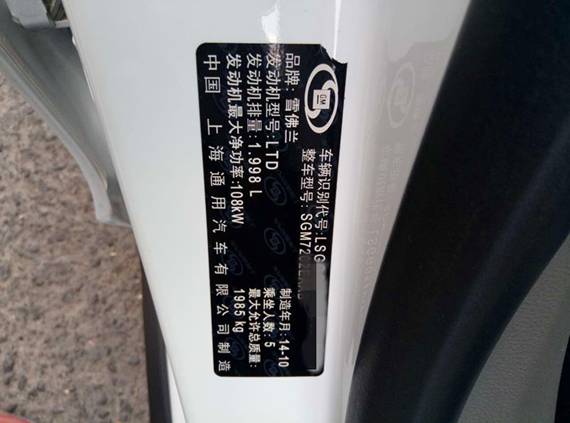 品牌:雪佛兰
车辆识别代号:LSG
发动机型号:LTD
整车型号:SGM72
发动机排量:1.998 L
制造年月:14-10
发动机最大净功率:108kW
乘坐人数:5
最大允许总质量:
1985 kg
中国 上海通用汽车有限公司制造
GM